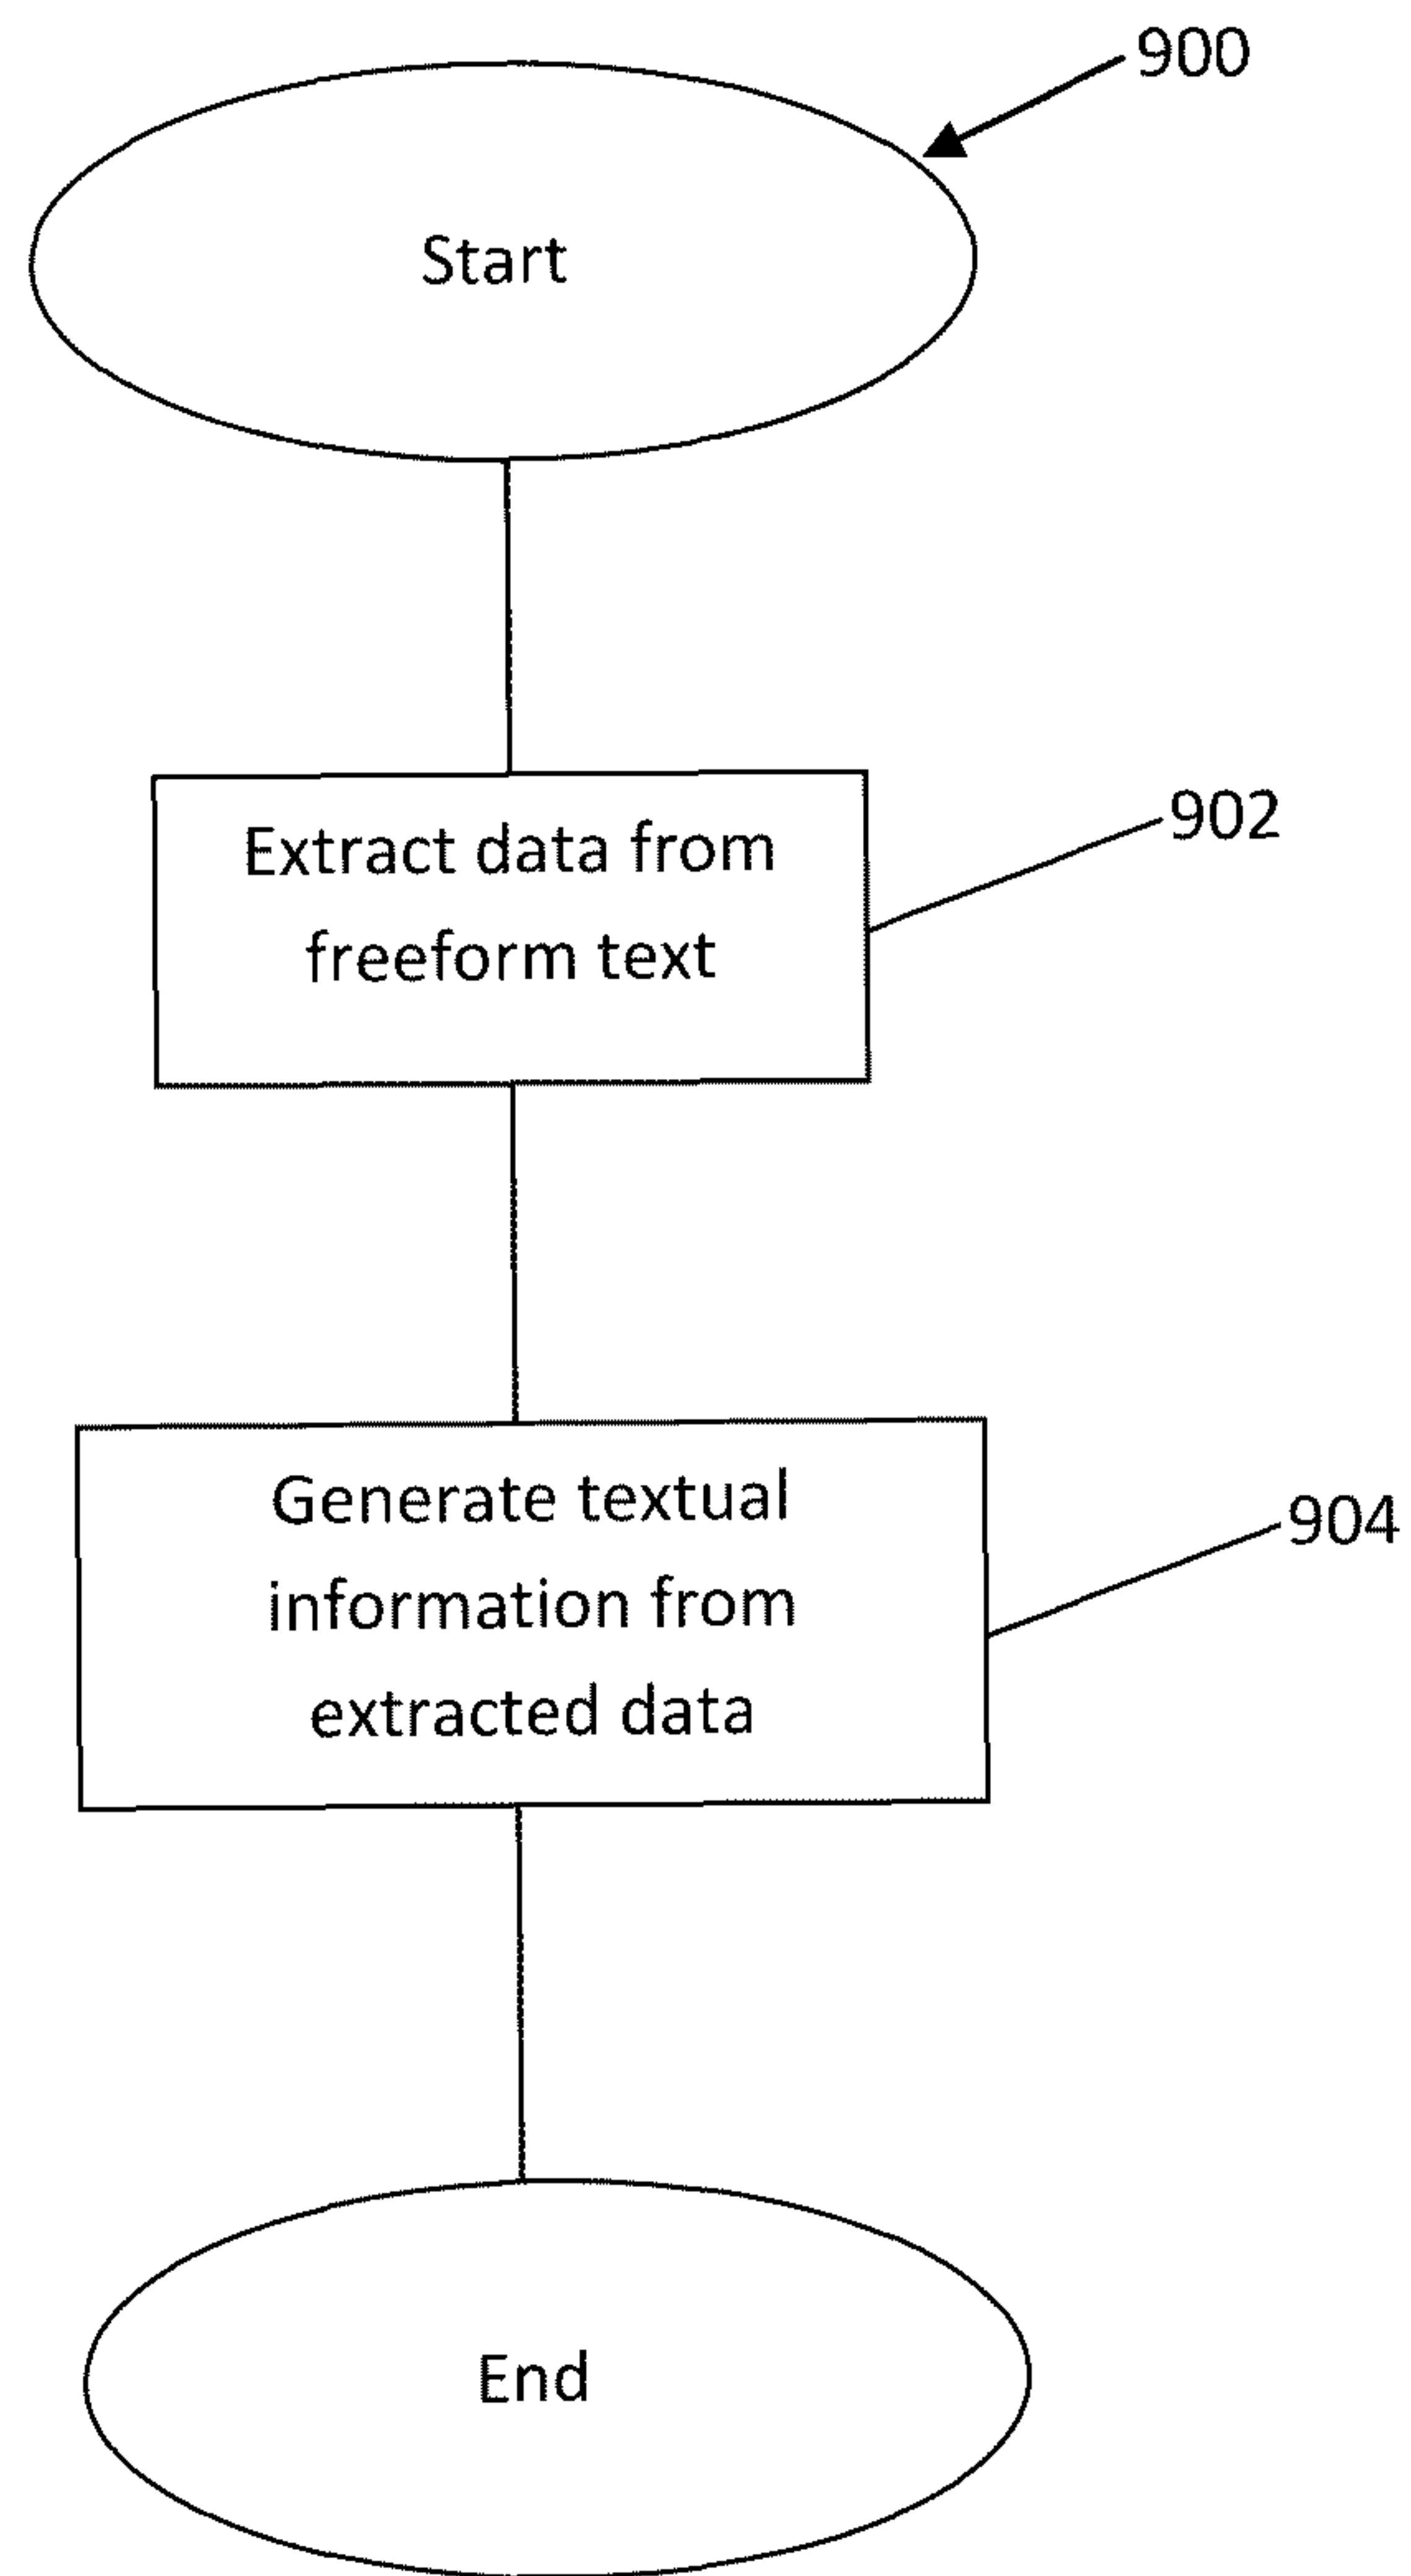 900
Start
902
Extract data from
freeform text
904
Generate textual
information from
extracted data
End